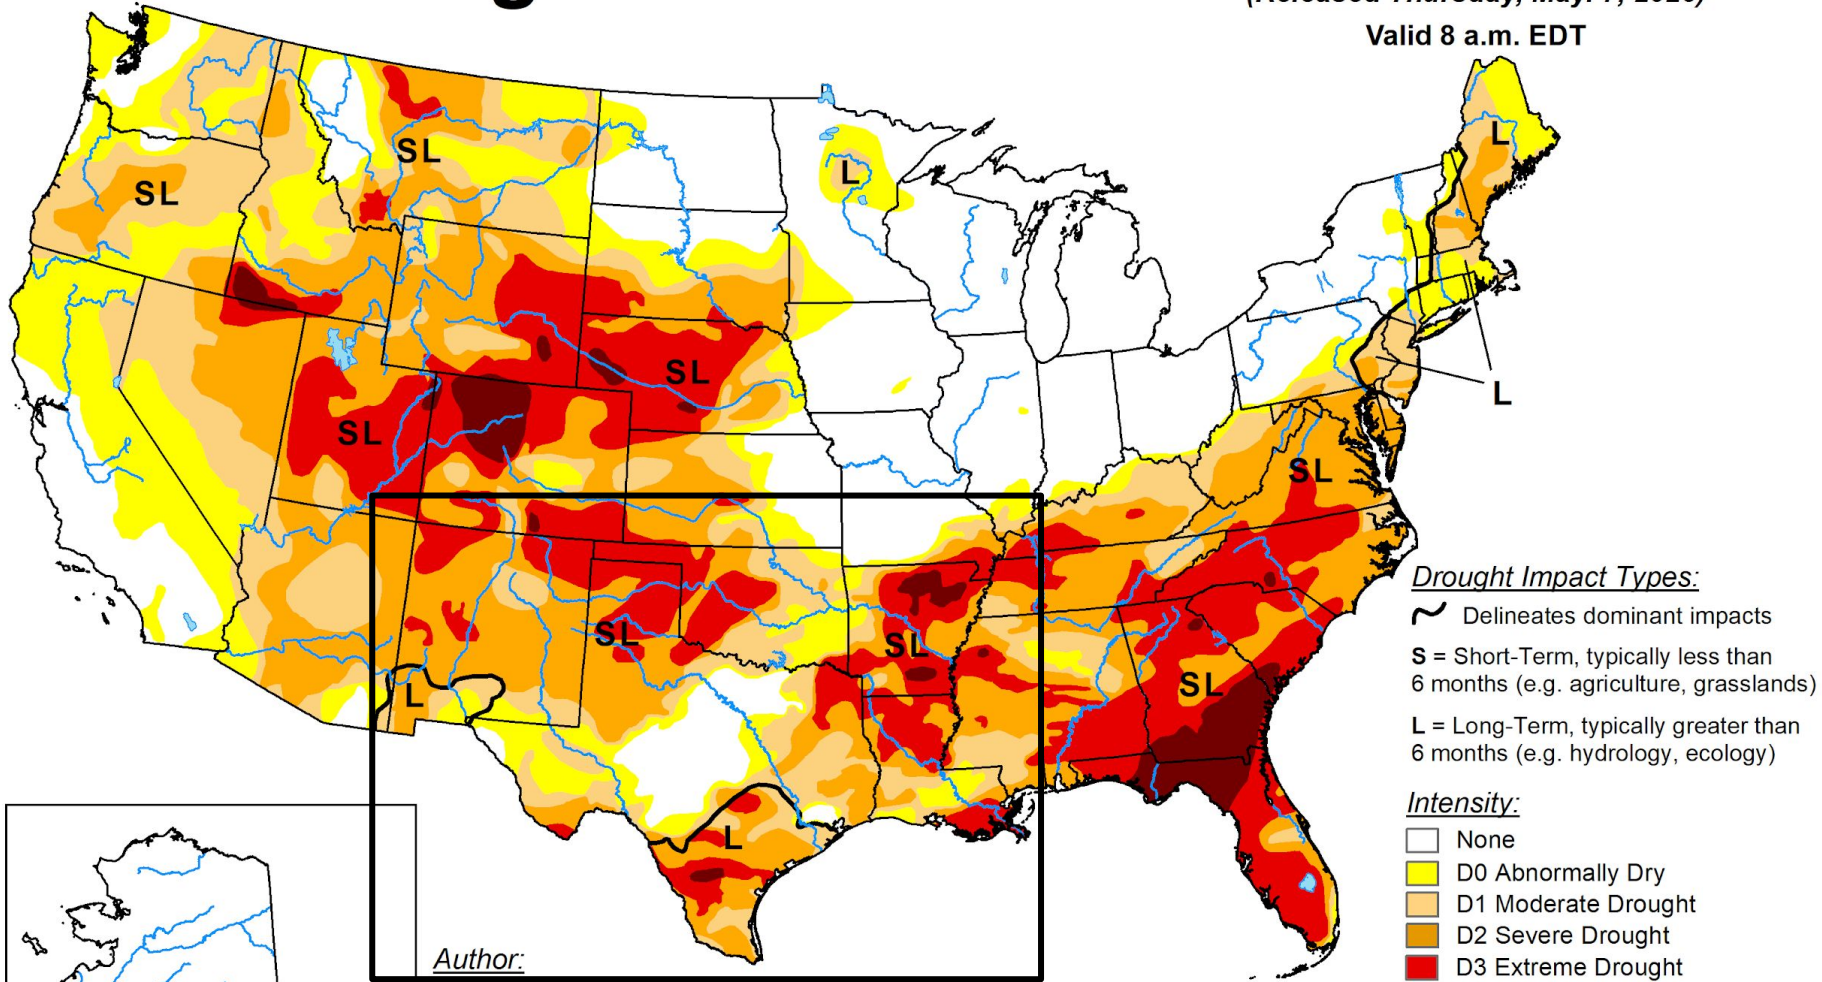 Valid 8 a.m. EDT
L
SL
L
SL
SL
L
SL
SL
SL
SL
SL
L
L
Drought Impact Types:
Delineates dominant impacts
S = Short-Term, typically less than
6 months (e.g. agriculture, grasslands)
L = Long-Term, typically greater than
6 months (e.g. hydrology, ecology)
Intensity:
None
D0 Abnormally Dry
D1 Moderate Drought
D2 Severe Drought
D3 Extreme Drought
Author: